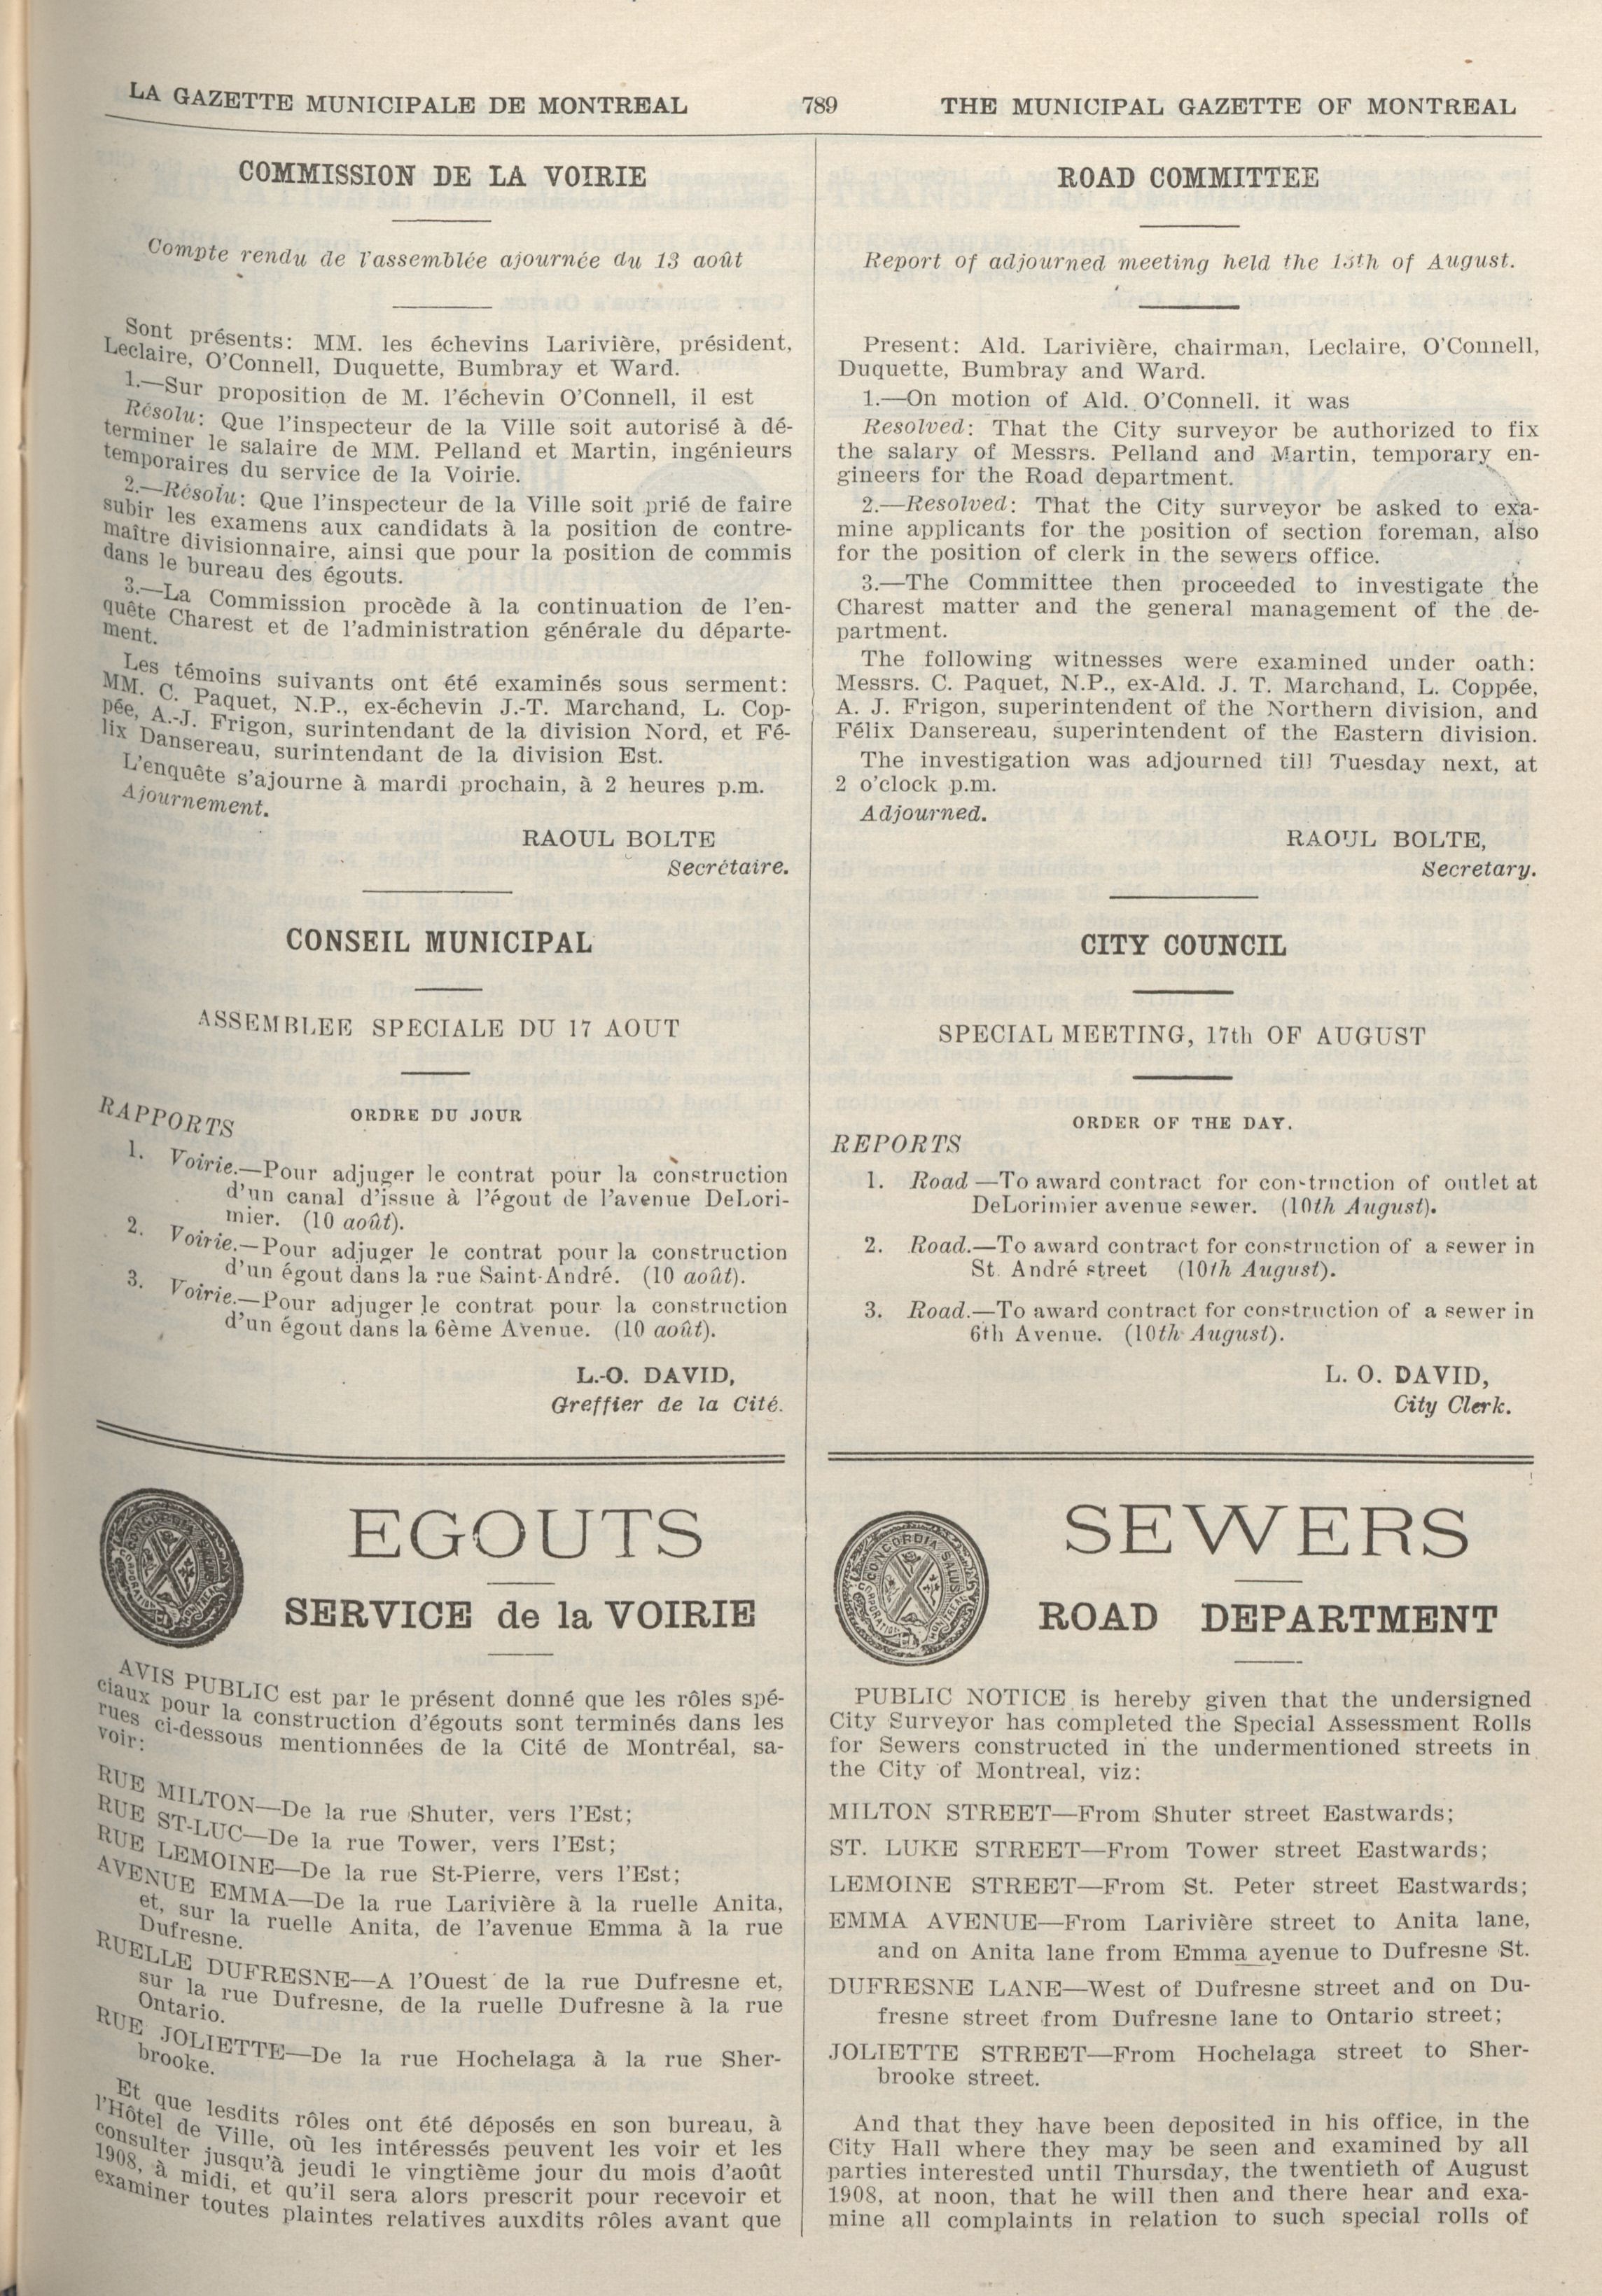 LA GAZETTE MUNICIPALE DE MONTREAL 789 THE MUNICIPAL GAZETTE OF MONTREAL
COMMISSION DE LA VOIRIE
Compte rendu de l'assemblée ajournée du 13 août
Sont présents: MM. les échevins Larivière, président,
Leclaire, O'Connell, Duquette, Bumbray et Ward.
1.—Sur proposition de M. l'échevin O'Connell, il est
Résolu: Que l'inspecteur de la Ville soit autorisé à dé-
terminer le salaire de MM. Pelland et Martin, ingénieurs
temporaires du service de la Voirie.
2.—Résolu: Que l'inspecteur de la Ville soit prié de faire
subir les examens aux candidats à la position de contre-
maître divisionnaire, ainsi que pour la position de commis
dans le bureau des égouts.
3.—La Commission procède à la continuation de l'en-
quête Charest et de l'administration générale du départe-
ment.
Les témoins suivants ont été examinés sous serment:
MM. C. Paquet, N.P., ex-échevin J.-T. Marchand, L. Cop-
pée, A.-J. Frigon, surintendant de la division Nord, et Fé-
lix Dansereau, surintendant de la division Est.
L'enquête s'ajourne à mardi prochain, à 2 heures p.m.
Ajournement.
RAOUL BOLTE
Secrétaire.
CONSEIL MUNICIPAL
ASSEMBLEE SPECIALE DU 17 AOUT
ORDRE DU JOUR
RAPPORTS
1. Voirie.—Pour adjuger le contrat pour la construction
d'un canal d'issue à l'égout de l'avenue DeLori-
mier. (10 août).
2. Voirie.—Pour adjuger le contrat pour la construction
d'un égout dans la rue Saint-André. (10 août).
3. Voirie.—Pour adjuger le contrat pour la construction
d'un égout dans la 6ème Avenue. (10 août).
L.-O. DAVID,
Greffier de la Cité.
EGOUTS
SERVICE de la VOIRIE
AVIS PUBLIC est par le présent donné que les rôles spé-
ciaux pour la construction d'égouts sont terminés dans les
rues ci-dessous mentionnées de la Cité de Montréal, sa-
voir:
RUE MILTON—De la rue Shuter, vers l'Est;
RUE ST-LUC—De la rue Tower, vers l'Est;
RUE LEMOINE—De la rue St-Pierre, vers l'Est;
AVENUE EMMA—De la rue Larivière à la ruelle Anita,
et, sur la ruelle Anita, de l'avenue Emma à la rue
Dufresne.
RUELLE DUFRESNE—A l'Ouest de la rue Dufresne et,
sur la rue Dufresne, de la ruelle Dufresne à la rue
Ontario.
RUE JOLIETTE—De la rue Hochelaga à la rue Sher-
brooke.
Et que lesdits rôles ont été déposés en son bureau, à
l'Hôtel de Ville, où les intéressés peuvent les voir et les
consulter jusqu'à jeudi le vingtième jour du mois d'août
1908, à midi, et qu'il sera alors prescrit pour recevoir et
examiner toutes plaintes relatives auxdits rôles avant que
ROAD COMMITTEE
Report of adjourned meeting held the 13th of August.
Present: Ald. Larivière, chairman, Leclaire, O'Connell,
Duquette, Bumbray and Ward.
1.—On motion of Ald. O'Connell. it was
Resolved: That the City surveyor be authorized to fix
the salary of Messrs. Pelland and Martin, temporary en-
gineers for the Road department.
2.—Resolved: That the City surveyor be asked to exa-
mine applicants for the position of section foreman, also
for the position of clerk in the sewers office.
3.—The Committee then proceeded to investigate the
Charest matter and the general management of the de-
partment.
The following witnesses were examined under oath:
Messrs. C. Paquet, N.P., ex-Ald. J. T. Marchand, L. Coppée,
A. J. Frigon, superintendent of the Northern division, and
Félix Dansereau, superintendent of the Eastern division.
The investigation was adjourned till Tuesday next, at
2 o'clock p.m.
Adjourned.
RAOUL BOLTE,
Secretary.
CITY COUNCIL
SPECIAL MEETING, 17th OF AUGUST
ORDER OF THE DAY.
REPORTS
1. Road—To award contract for construction of outlet at
DeLorimier avenue sewer. (10th August).
2. Road.—To award contract for construction of a sewer in
St. André street (10th August).
3. Road.—To award contract for construction of a sewer in
6th Avenue. (10th August).
L. O. DAVID,
City Clerk.
CONCORDIA SALUS
SEWERS
ROAD DEPARTMENT
PUBLIC NOTICE is hereby given that the undersigned
City Surveyor has completed the Special Assessment Rolls
for Sewers constructed in the undermentioned streets in
the City of Montreal, viz:
MILTON STREET—From Shuter street Eastwards;
ST. LUKE STREET—From Tower street Eastwards;
LEMOINE STREET—From St. Peter street Eastwards;
EMMA AVENUE—From Larivière street to Anita lane,
and on Anita lane from Emma avenue to Dufresne St.
DUFRESNE LANE—West of Dufresne street and on Du-
fresne street from Dufresne lane to Ontario street;
JOLIETTE STREET—From Hochelaga street to Sher-
brooke street.
And that they have been deposited in his office, in the
City Hall where they may be seen and examined by all
parties interested until Thursday, the twentieth of August
1908, at noon, that he will then and there hear and exa-
mine all complaints in relation to such special rolls of